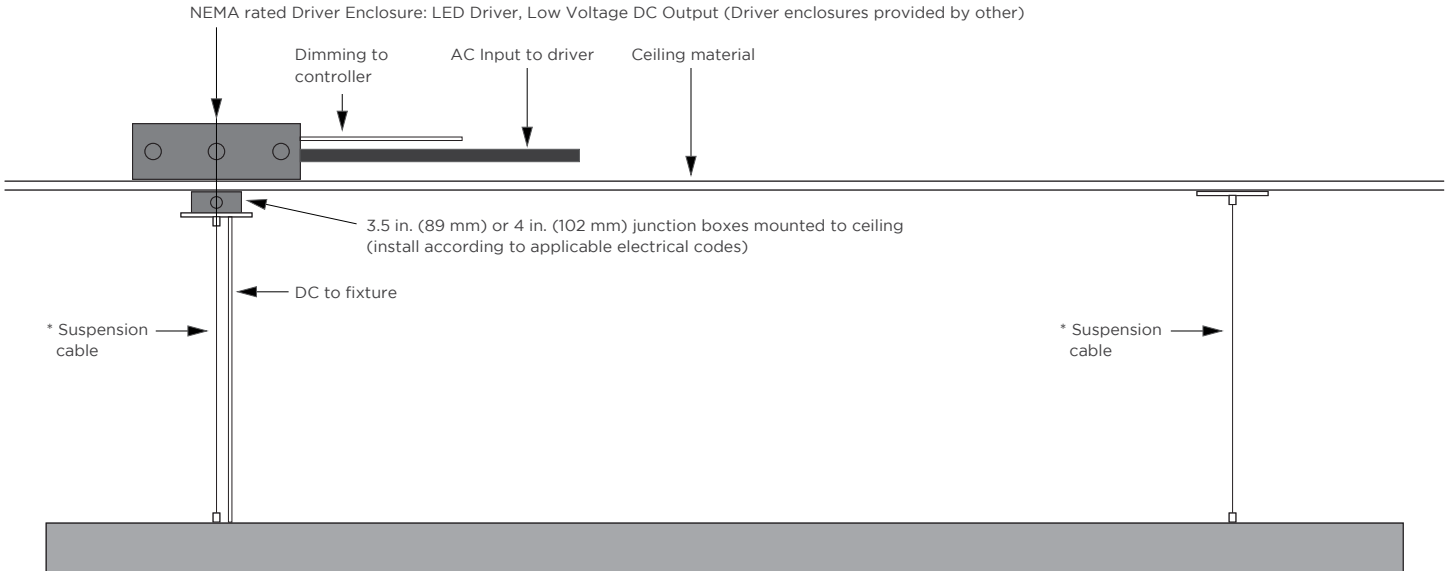 NEMA rated Driver Enclosure: LED Driver, Low Voltage DC Output (Driver enclosures provided by other)
Dimming to
controller
AC Input to driver
Ceiling material
3.5 in. (89 mm) or 4 in. (102 mm) junction boxes mounted to ceiling
(install according to applicable electrical codes)
DC to fixture
* Suspension
cable
* Suspension
cable